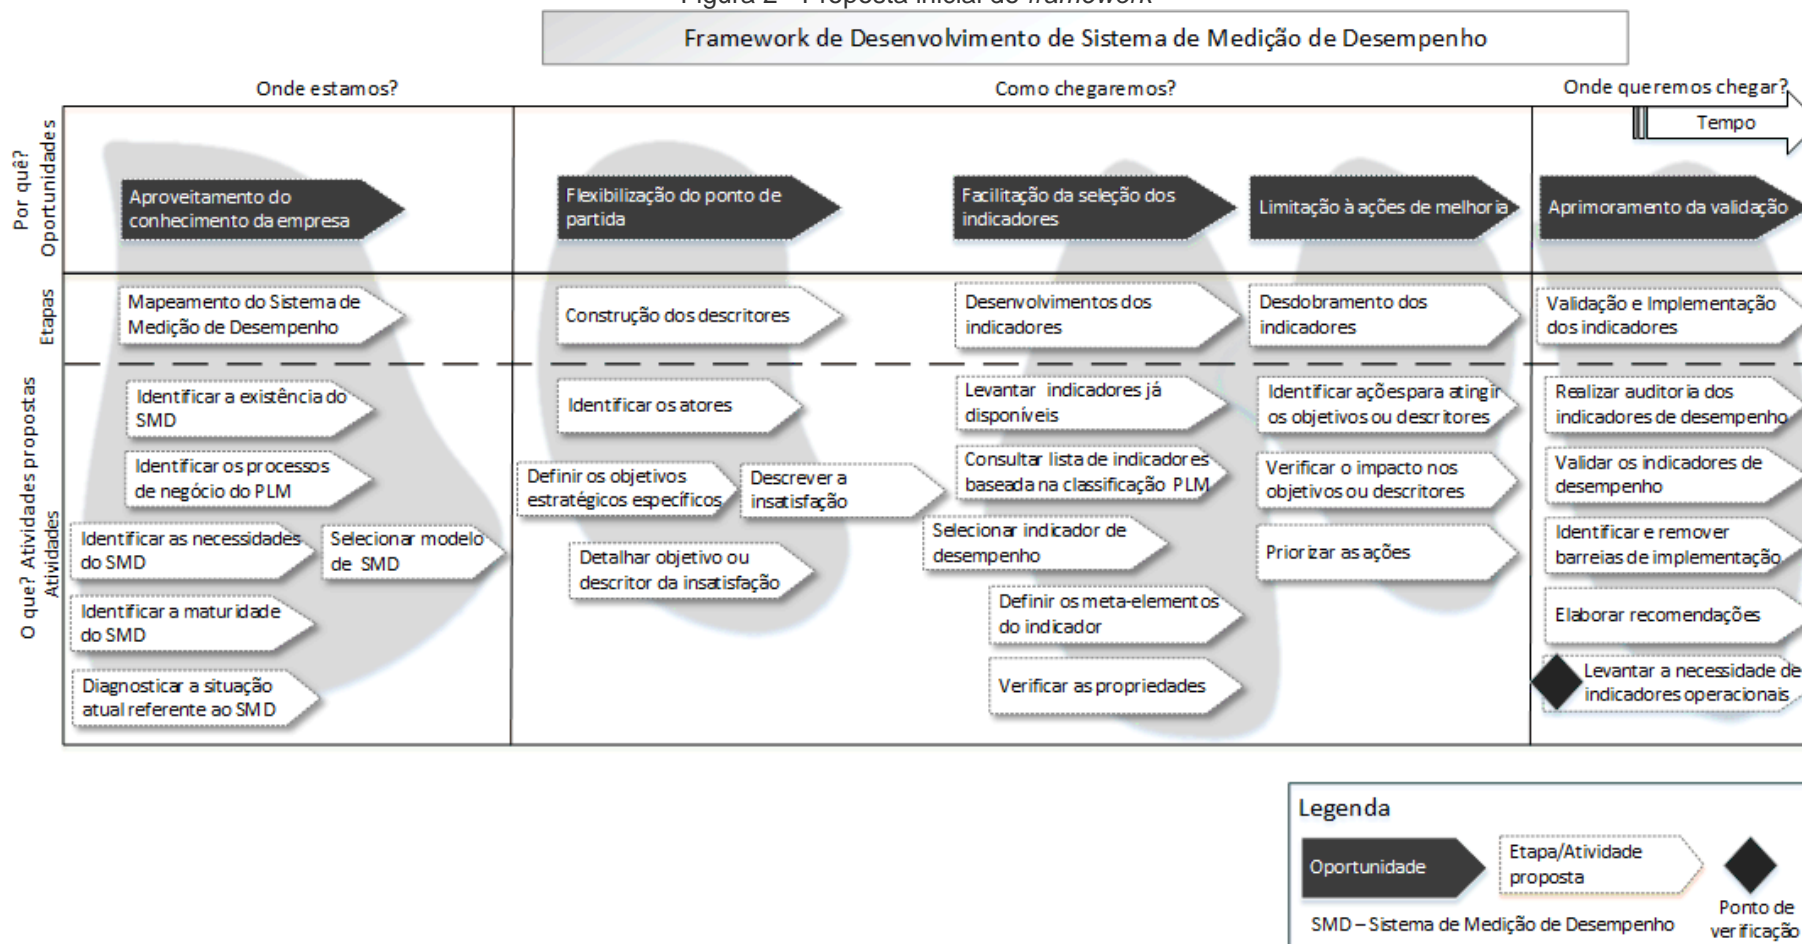 Figura 2 - Proposta inicial do framework
Framework de Desenvolvimento de Sistema de Medição de Desempenho
Onde estamos?
Como chegaremos?
Onde queremos chegar?
Tempo
Por quê?
Oportunidades
Aproveitamento do
conhecimento da empresa
Flexibilização do ponto de
partida
Facilitação da seleção dos
indicadores
Limitação à ações de melhoria
Aprimoramento da validação
Etapas
Mapeamento do Sistema de
Medição de Desempenho
Construção dos descritores
Desenvolvimentos dos
indicadores
Desdobramento dos
indicadores
Validação e Implementação
dos indicadores
O que? Atividades propostas
Atividades
Identificar a existência do
SMD
Identificar os processos
de negócio do PLM
Identificar as necessidades
do SMD
Selecionar modelo
de SMD
Identificar a maturidade
do SMD
Diagnosticar a situação
atual referente ao SMD
Identificar os atores
Definir os objetivos
estratégicos específicos
Descrever a
insatisfação
Detalhar objetivo ou
descritor da insatisfação
Levantar indicadores já
disponíveis
Consultar lista de indicadores
baseada na classificação PLM
Selecionar indicador de
desempenho
Definir os meta-elementos
do indicador
Verificar as propriedades
Identificar ações para atingir
os objetivos ou descritores
Verificar o impacto nos
objetivos ou descritores
Priorizar as ações
Realizar auditoria dos
indicadores de desempenho
Validar os indicadores de
desempenho
Identificar e remover
barreias de implementação
Elaborar recomendações
Levantar a necessidade de
indicadores operacionais
Legenda
Oportunidade
Etapa/Atividade
proposta
Ponto de
verificação
SMD – Sistema de Medição de Desempenho